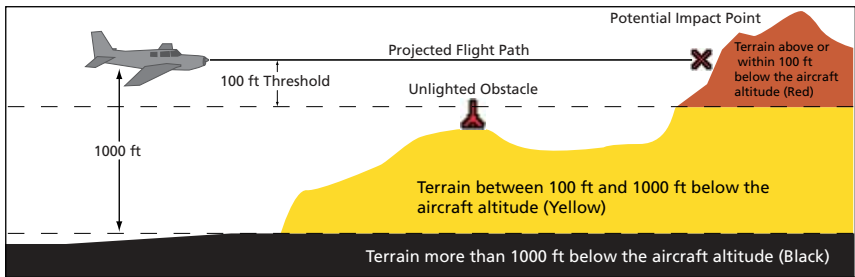 Potential Impact Point
Projected Flight Path
Terrain above or
within 100 ft
below the aircraft
altitude (Red)
100 ft Threshold
Unlighted Obstacle
1000 ft
Terrain between 100 ft and 1000 ft below the
aircraft altitude (Yellow)
Terrain more than 1000 ft below the aircraft altitude (Black)